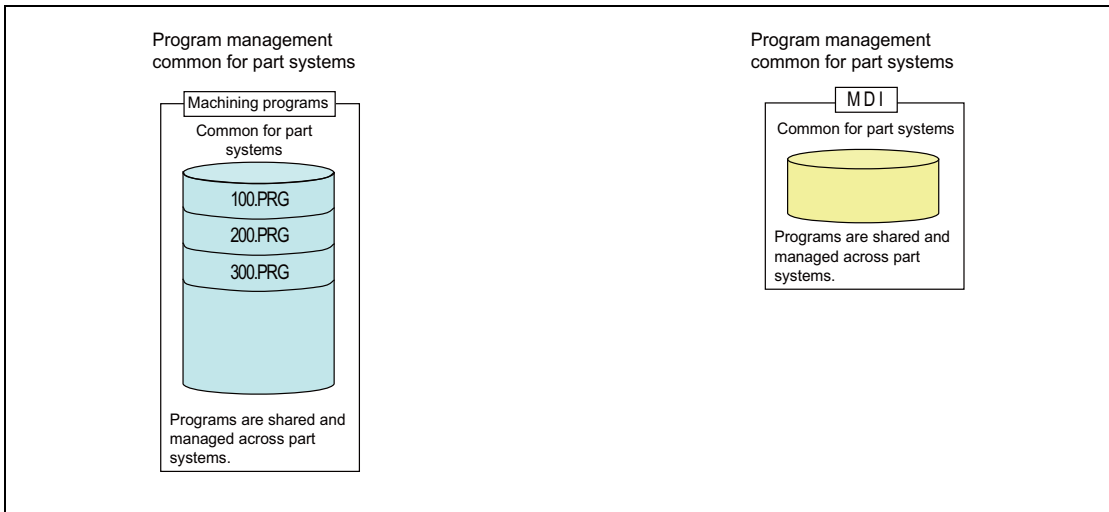 Program management
common for part systems
Machining programs
Common for part
systems
100.PRG
200.PRG
300.PRG
Programs are shared and
managed across part
systems.
Program management
common for part systems
M D I
Common for part systems
Programs are shared and
managed across part
systems.